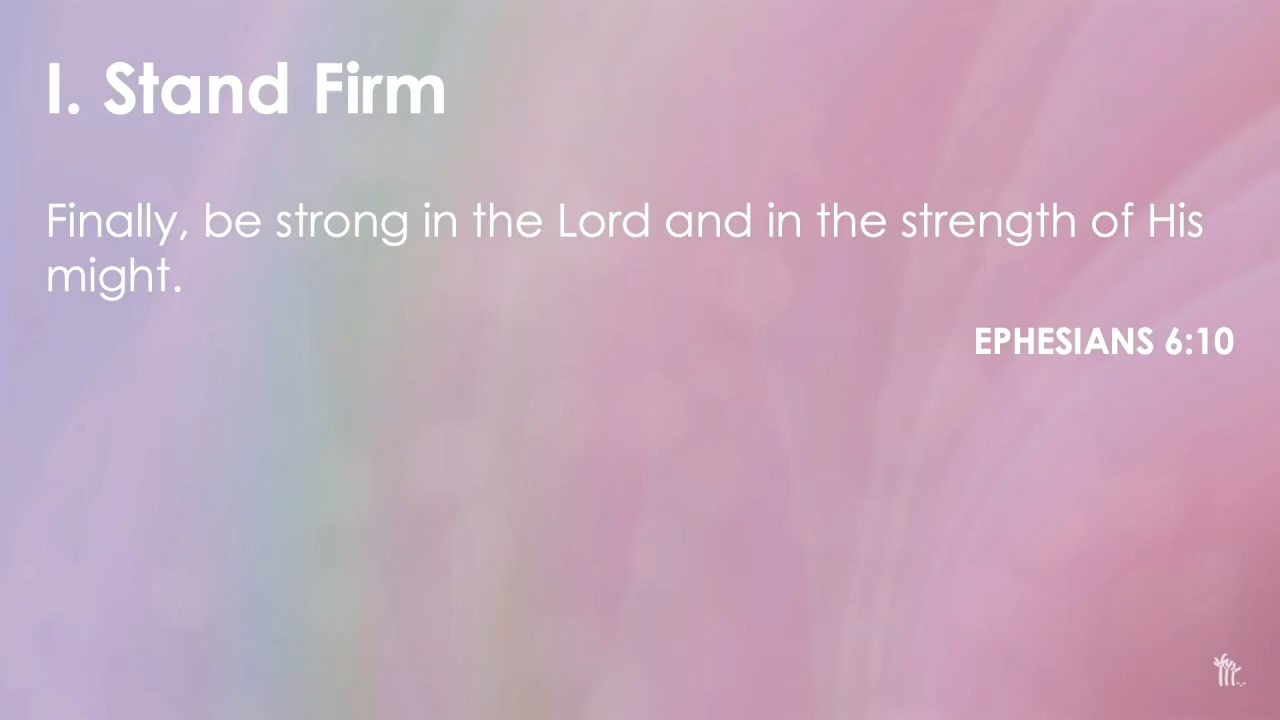 I. Stand Firm
Finally, be strong in the Lord and in the strength of His
might.
EPHESIANS 6:10